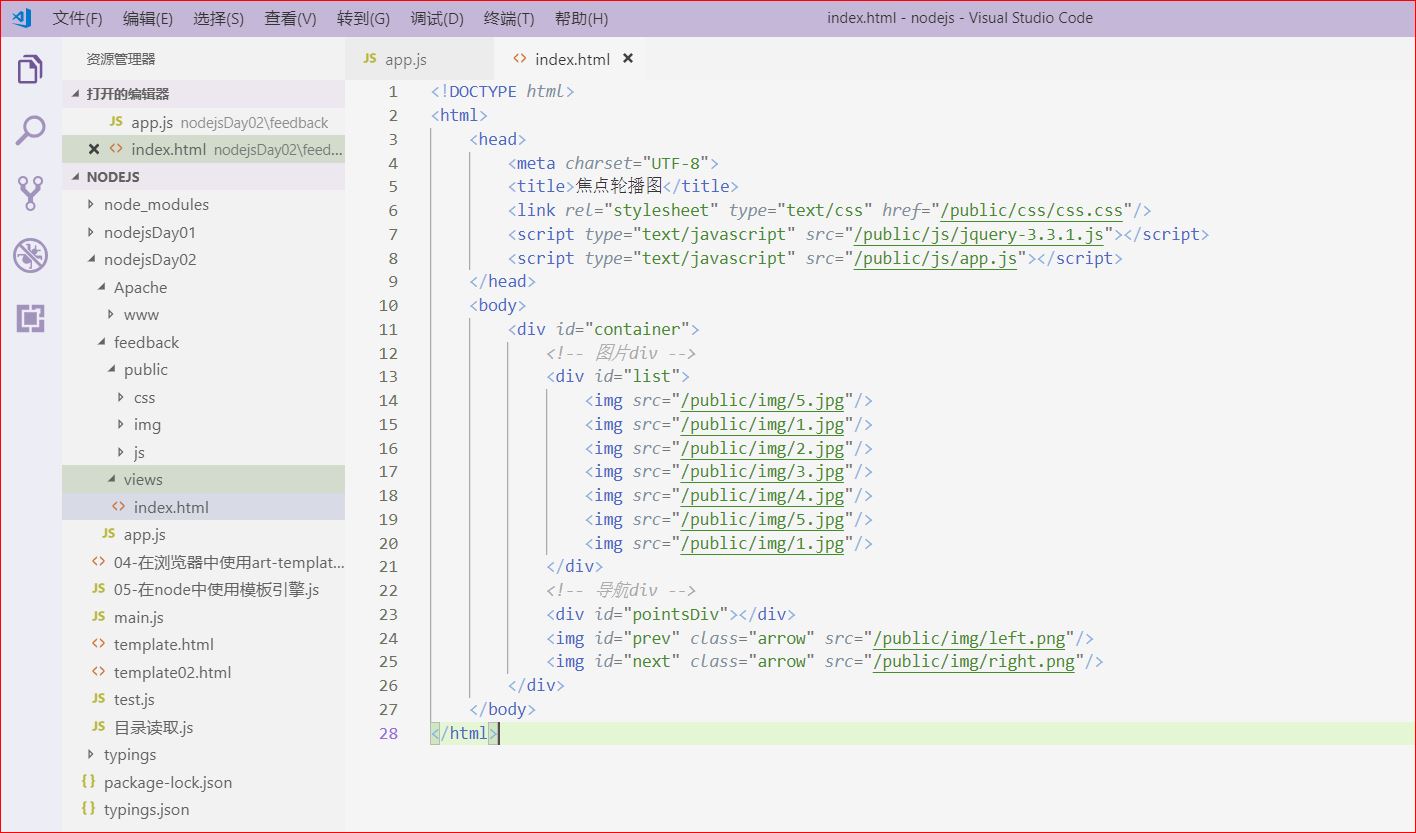 文件(F) 编辑(E) 选择(S) 查看(V) 转到(G) 调试(D) 终端(T) 帮助(H) index.html - nodejs - Visual Studio Code
资源管理器
打开的编辑器
JS app.js nodejsDay02\feedback
index.html nodejsDay02\feed...
NODEJS
node_modules
nodejsDay01
nodejsDay02
Apache
www
feedback
public
css
img
js
views
index.html
JS app.js
04-在浏览器中使用art-templat...
JS 05-在node中使用模板引擎.js
JS main.js
template.html
template02.html
JS test.js
JS 目录读取.js
typings
{} package-lock.json
{} typings.json
JS app.js <> index.html ×
1 <!DOCTYPE html>
2 <html>
3 <head>
4 <meta charset="UTF-8">
5 <title>焦点轮播图</title>
6 <link rel="stylesheet" type="text/css" href="/public/css/css.css"/>
7 <script type="text/javascript" src="/public/js/jquery-3.3.1.js"></script>
8 <script type="text/javascript" src="/public/js/app.js"></script>
9 </head>
10 <body>
11 <div id="container">
12 <!-- 图片div -->
13 <div id="list">
14 <img src="/public/img/5.jpg"/>
15 <img src="/public/img/1.jpg"/>
16 <img src="/public/img/2.jpg"/>
17 <img src="/public/img/3.jpg"/>
18 <img src="/public/img/4.jpg"/>
19 <img src="/public/img/5.jpg"/>
20 <img src="/public/img/1.jpg"/>
21 </div>
22 <!-- 导航div -->
23 <div id="pointsDiv"></div>
24 <img id="prev" class="arrow" src="/public/img/left.png"/>
25 <img id="next" class="arrow" src="/public/img/right.png"/>
26 </div>
27 </body>
28 </html>